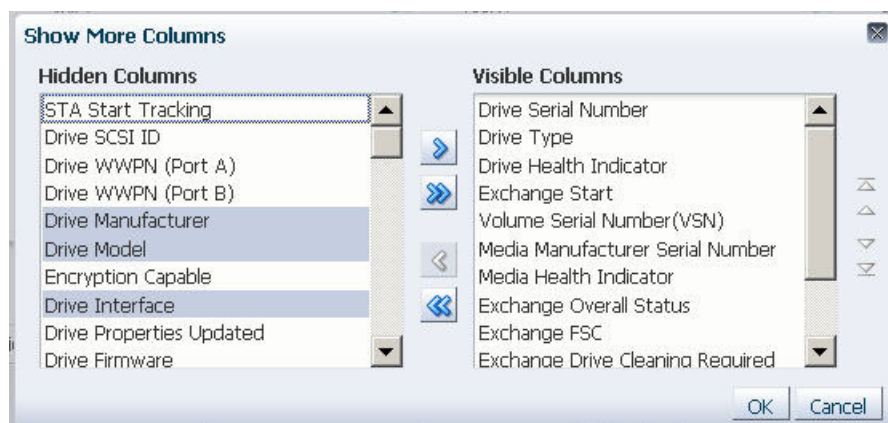 Show More Columns
Hidden Columns
STA Start Tracking
Drive SCSI ID
Drive WWPN (Port A)
Drive WWPN (Port B)
Drive Manufacturer
Drive Model
Encryption Capable
Drive Interface
Drive Properties Updated
Drive Firmware
Visible Columns
Drive Serial Number
Drive Type
Drive Health Indicator
Exchange Start
Volume Serial Number(VSN)
Media Manufacturer Serial Number
Media Health Indicator
Exchange Overall Status
Exchange FSC
Exchange Drive Cleaning Required
OK
Cancel